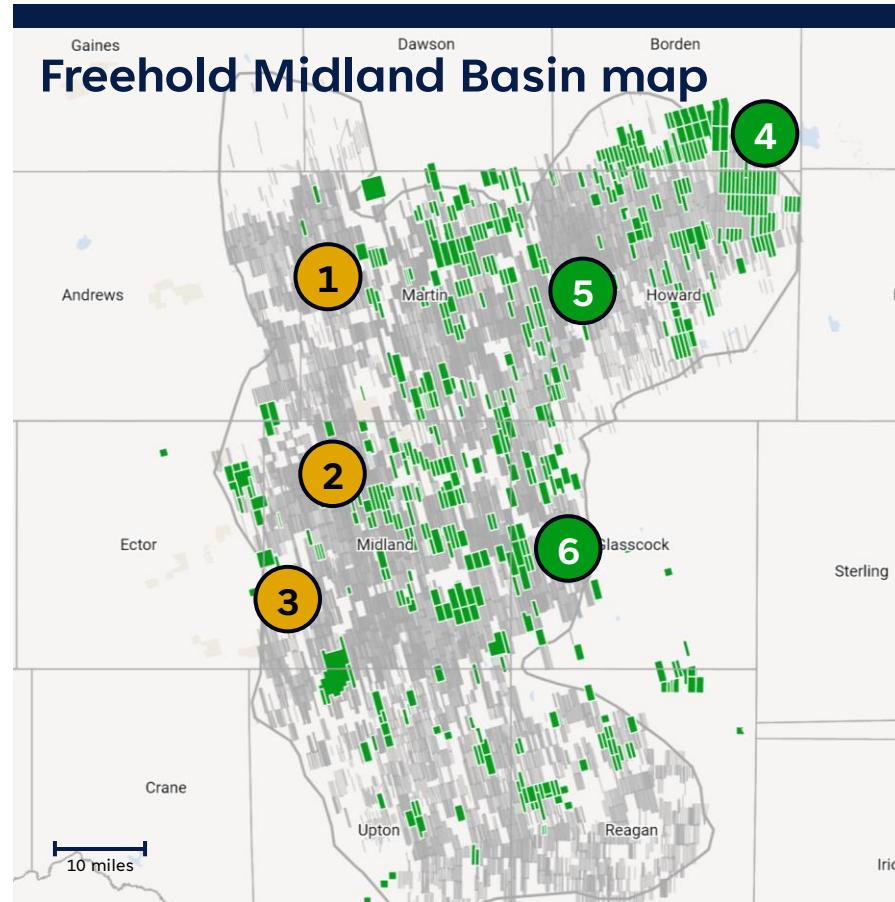 Gaines
Dawson
Borden
Freehold Midland Basin map
4
1
5
Andrews
Martin
Howard
2
6
Ector
Midland
Glasscock
Sterling
3
Crane
Upton
Reagan
10 miles